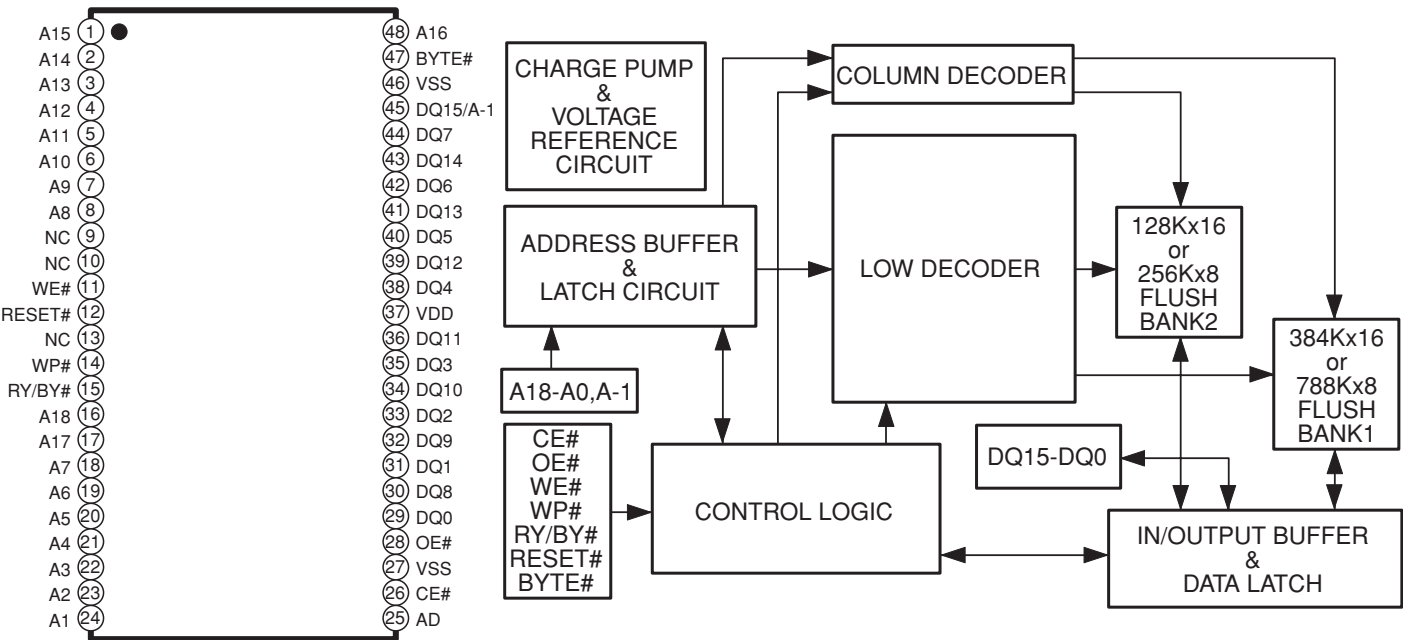 A15 1
A14 2
A13 3
A12 4
A11 5
A10 6
A9 7
A8 8
NC 9
NC 10
WE# 11
RESET# 12
NC 13
WP# 14
RY/BY# 15
A18 16
A17 17
A7 18
A6 19
A5 20
A4 21
A3 22
A2 23
A1 24
48 A16
47 BYTE#
46 VSS
45 DQ15/A-1
44 DQ7
43 DQ14
42 DQ6
41 DQ13
40 DQ5
39 DQ12
38 DQ4
37 VDD
36 DQ11
35 DQ3
34 DQ10
33 DQ2
32 DQ9
31 DQ1
30 DQ8
29 DQ0
28 OE#
27 VSS
26 CE#
25 AD
CHARGE PUMP
&
VOLTAGE
REFERENCE
CIRCUIT
COLUMN DECODER
ADDRESS BUFFER
&
LATCH CIRCUIT
LOW DECODER
128Kx16
or
256Kx8
FLUSH
BANK2
384Kx16
or
788Kx8
FLUSH
BANK1
A18-A0,A-1
CE#
OE#
WE#
WP#
RY/BY#
RESET#
BYTE#
CONTROL LOGIC
DQ15-DQ0
IN/OUTPUT BUFFER
&
DATA LATCH